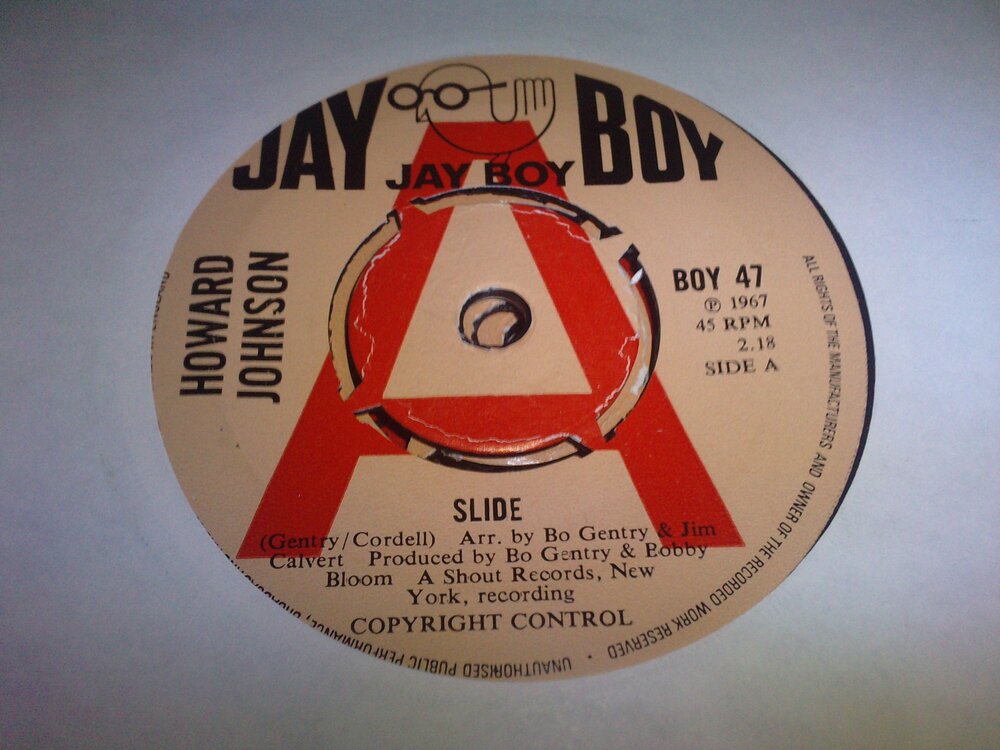 JAY BOY
JAY BOY
HOWARD
JOHNSON
BOY 47
℗ 1967
45 RPM
2.18
SIDE A
A
SLIDE
(Gentry/Cordell) Arr. by Bo Gentry & Jim
Calvert Produced by Bo Gentry & Bobby
Bloom A Shout Records, New
York, recording
COPYRIGHT CONTROL
ALL RIGHTS OF THE MANUFACTURERS AND OWNER OF THE RECORDED WORK RESERVED • UNAUTHORISED PUBLIC PERFORMANCE,